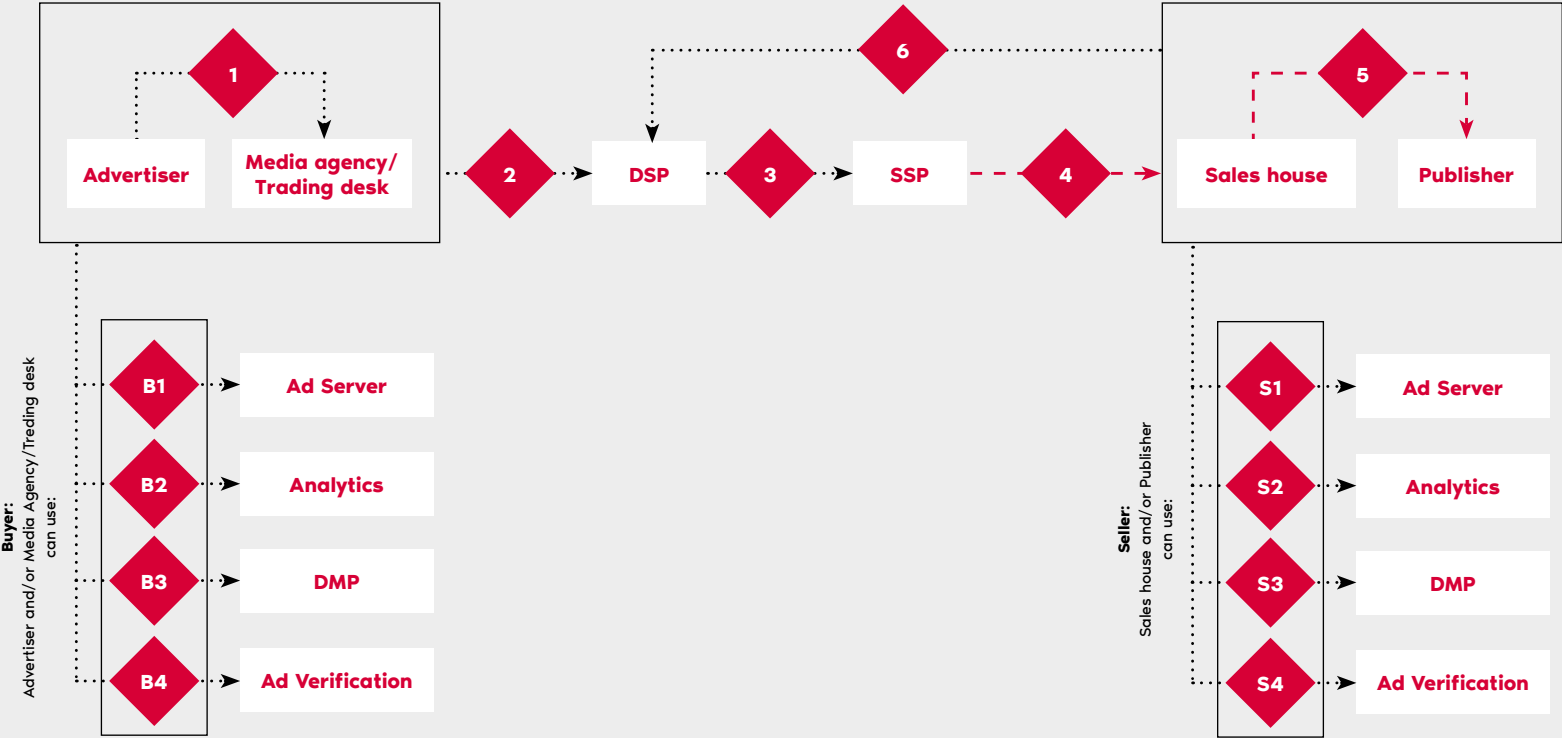 1
Advertiser
Media agency/
Trading desk
2
DSP
3
SSP
4
6
5
Sales house
Publisher
Buyer:
Advertiser and/or Media Agency/Treding desk
can use:
B1
Ad Server
B2
Analytics
B3
DMP
B4
Ad Verification
Seller:
Sales house and/or Publisher
can use:
S1
Ad Server
S2
Analytics
S3
DMP
S4
Ad Verification